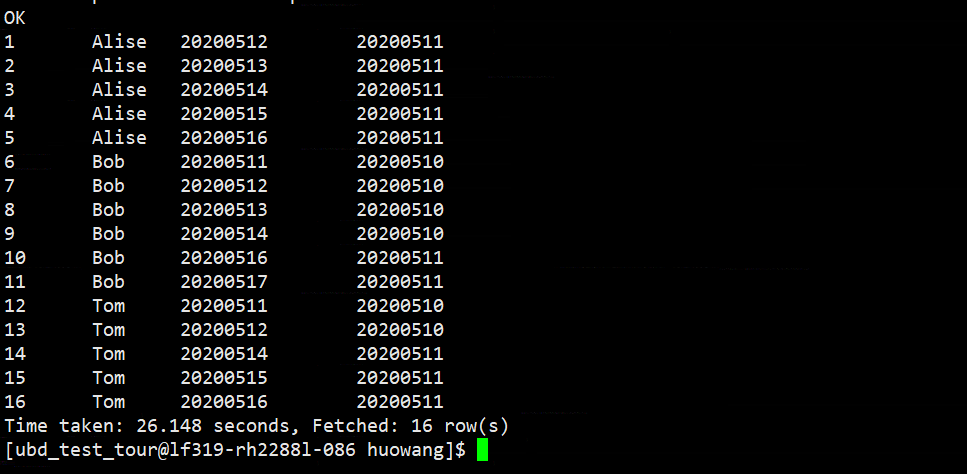 OK
1 Alise 20200512 20200511
2 Alise 20200513 20200511
3 Alise 20200514 20200511
4 Alise 20200515 20200511
5 Alise 20200516 20200511
6 Bob 20200511 20200510
7 Bob 20200512 20200510
8 Bob 20200513 20200510
9 Bob 20200514 20200510
10 Bob 20200516 20200511
11 Bob 20200517 20200511
12 Tom 20200511 20200510
13 Tom 20200512 20200510
14 Tom 20200514 20200511
15 Tom 20200515 20200511
16 Tom 20200516 20200511
Time taken: 26.148 seconds, Fetched: 16 row(s)
[ubd_test_tour@lf319-rh2288l-086 huowang]$